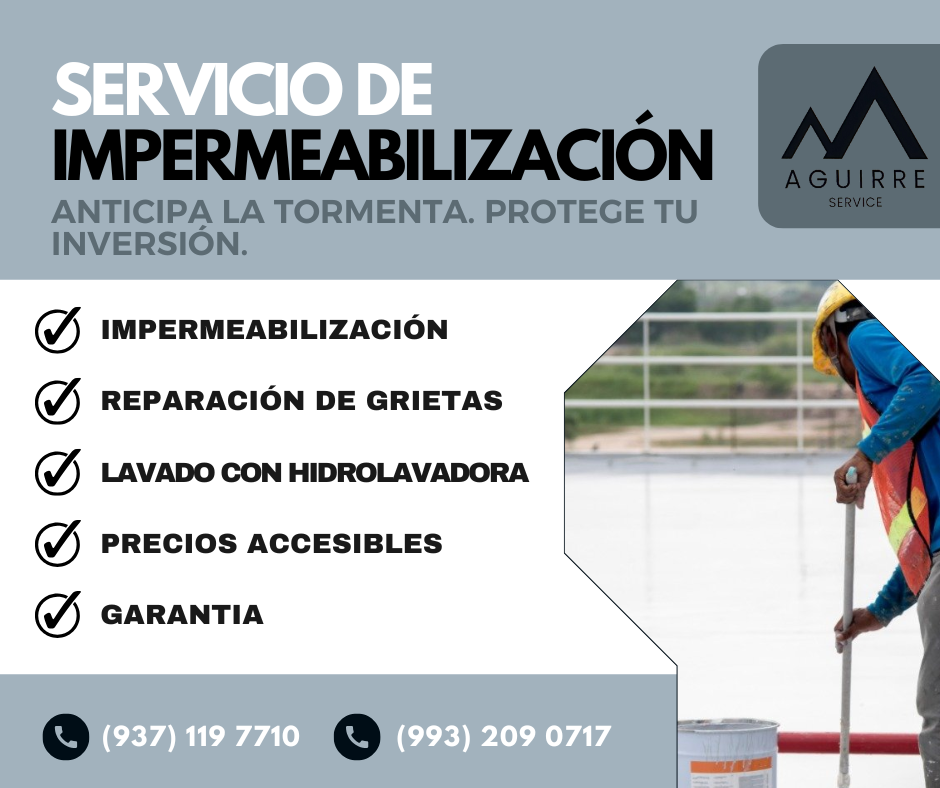 SERVICIO DE
IMPERMEABILIZACIÓN
ANTICIPA LA TORMENTA. PROTEGE TU
INVERSIÓN.
AGUIRRE
SERVICE
IMPERMEABILIZACIÓN
REPARACIÓN DE GRIETAS
LAVADO CON HIDROLAVADORA
PRECIOS ACCESIBLES
GARANTIA
(937) 119 7710
(993) 209 0717